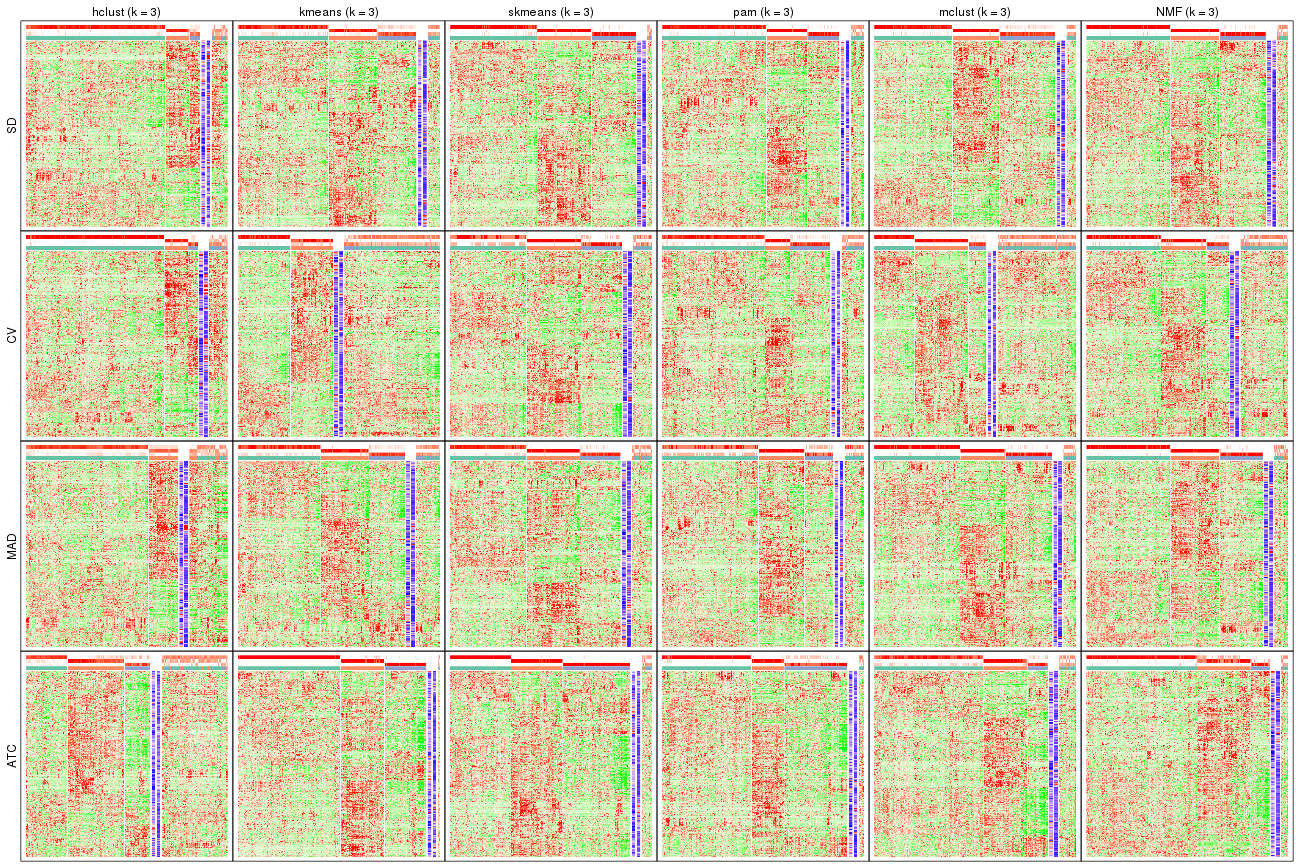 hclust (k = 3) kmeans (k = 3) skmeans (k = 3) pam (k = 3) mclust (k = 3) NMF (k = 3)
SD
CV
MAD
ATC